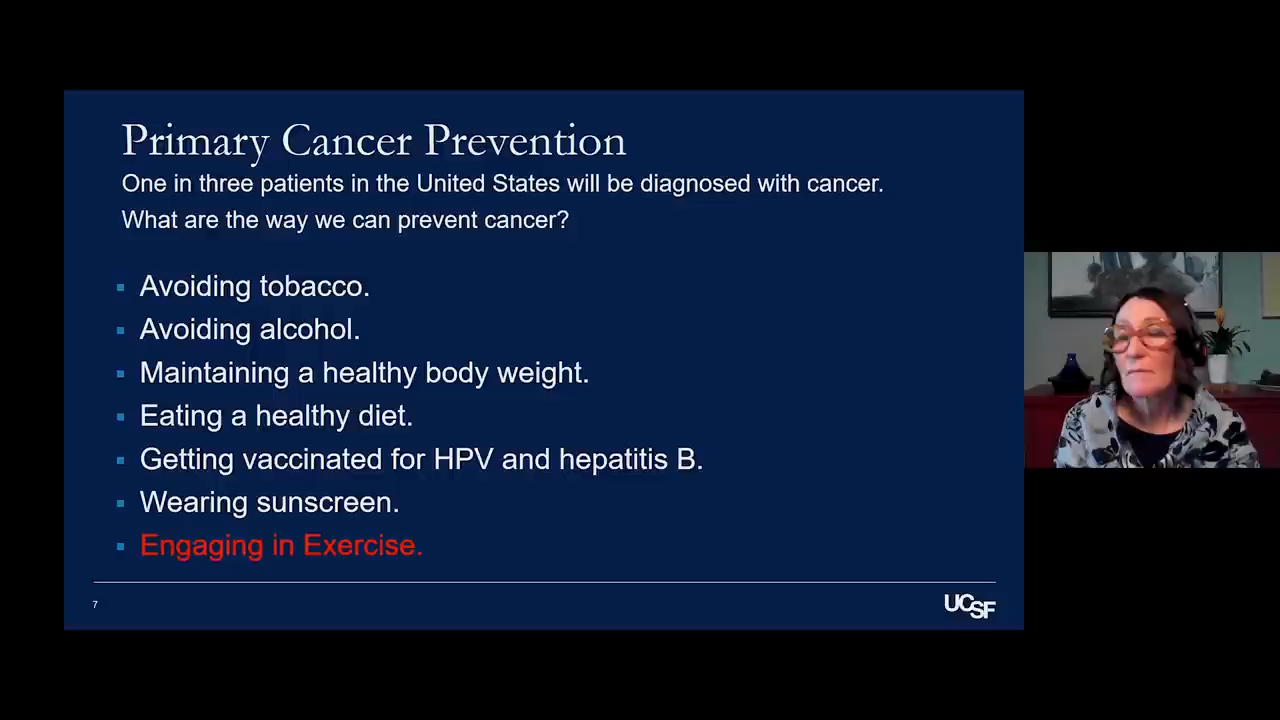 Primary Cancer Prevention
One in three patients in the United States will be diagnosed with cancer.
What are the way we can prevent cancer?
Avoiding tobacco.
Avoiding alcohol.
Maintaining a healthy body weight.
Eating a healthy diet.
Getting vaccinated for HPV and hepatitis B.
Wearing sunscreen.
Engaging in Exercise.
7
UCSF